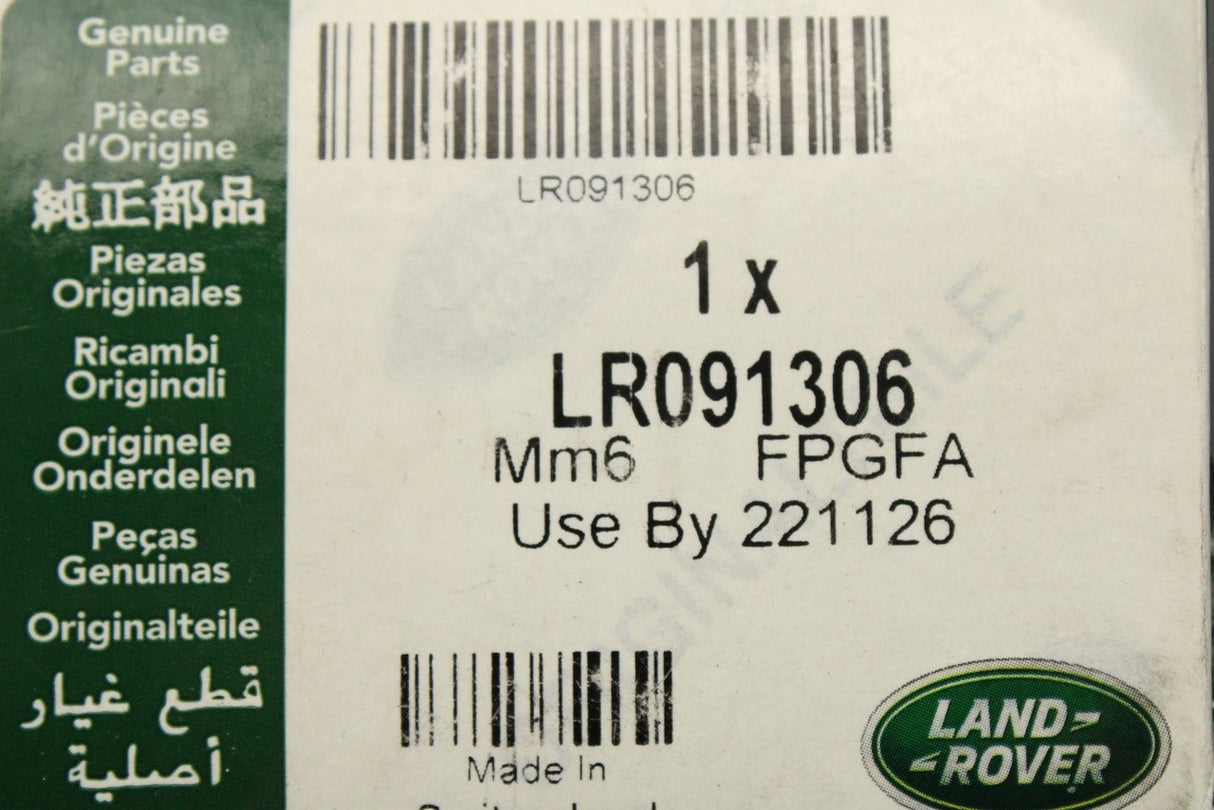 Genuine
Parts
Pièces
d'Origine
純正部品
Piezas
Originales
Ricambi
Originali
Originele
Onderdelen
Peças
Genuinas
Originalteile
قطع غيار
أصلية
LR091306
1 x
LR091306
Mm6 FPGFA
Use By 221126
Made In
LAND
ROVER